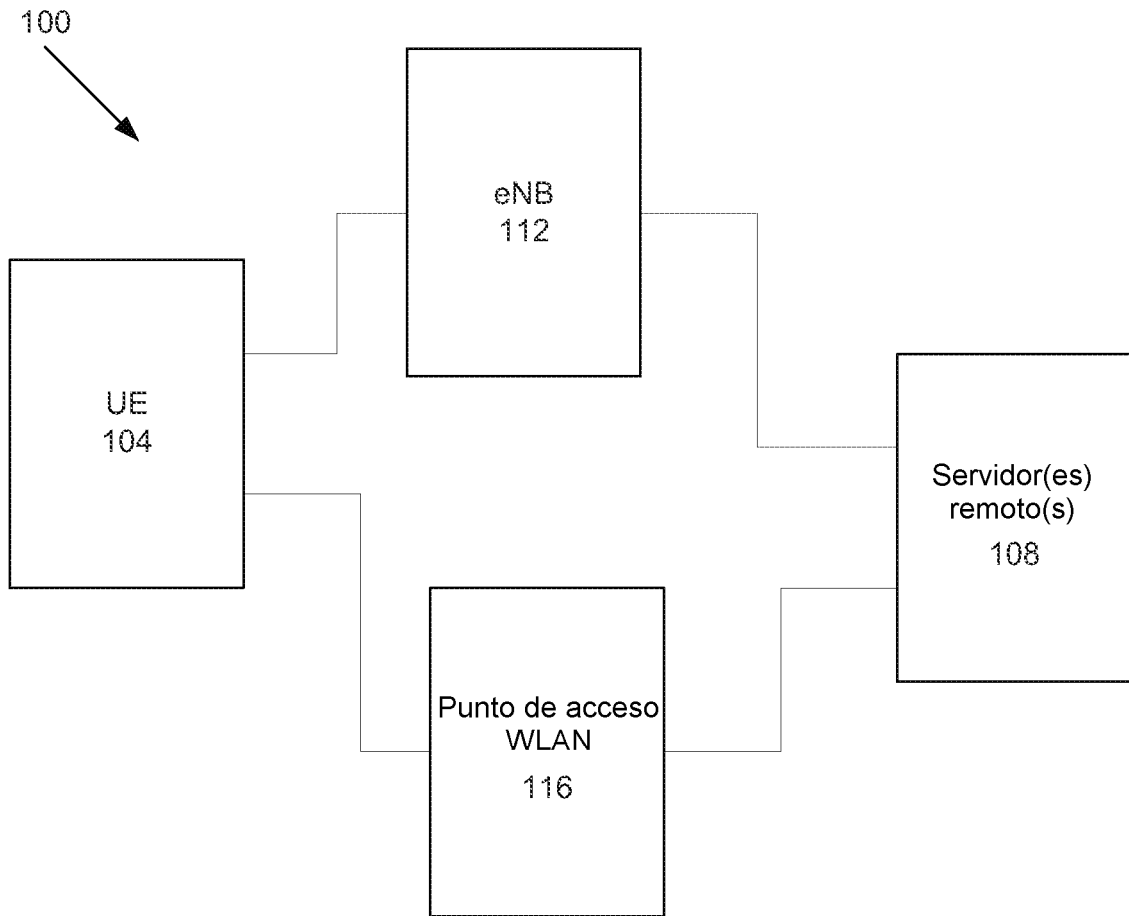 100
eNB
112
UE
104
Servidor(es)
remoto(s)
108
Punto de acceso
WLAN
116